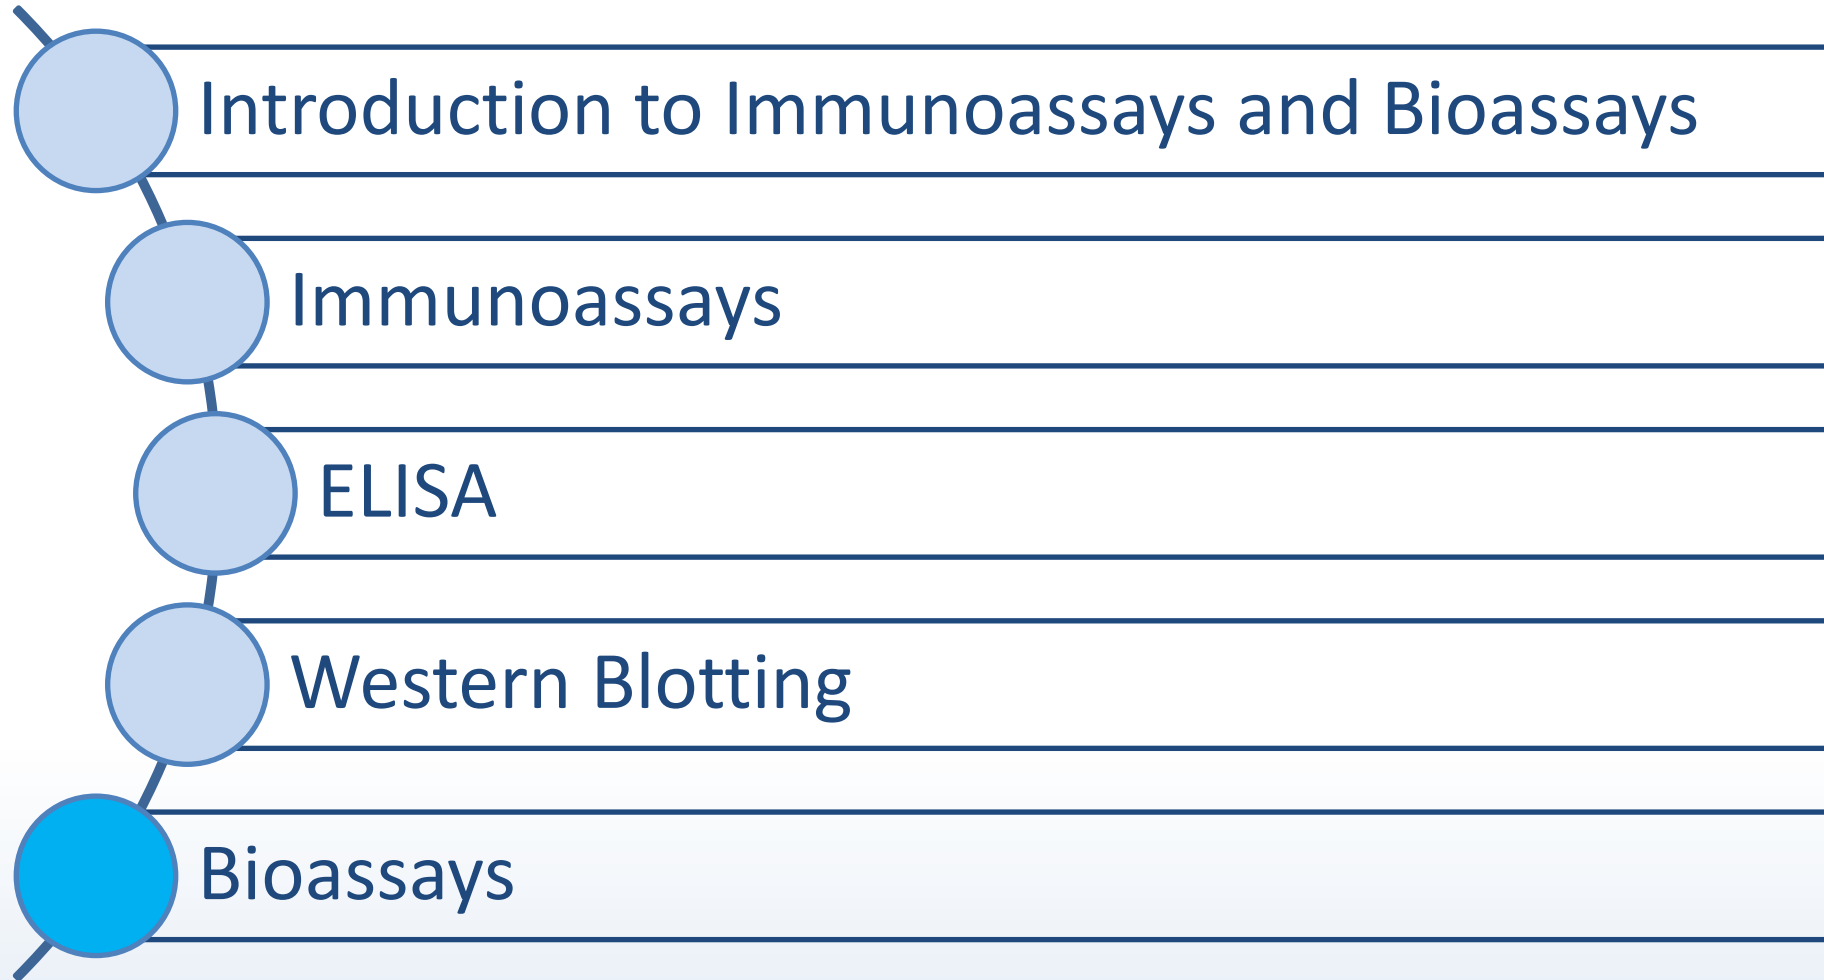 Introduction to Immunoassays and Bioassays
Immunoassays
ELISA
Western Blotting
Bioassays